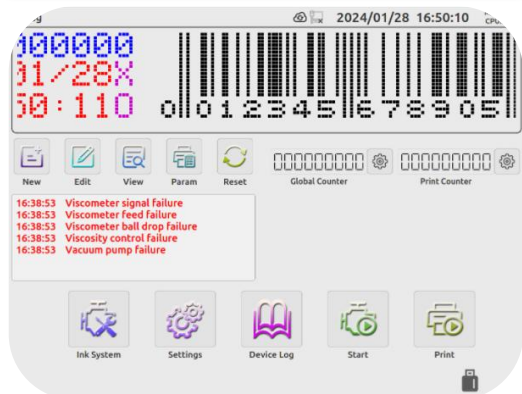 2024/01/28 16:50:10
000000
01/28X
50:110
0 012345 678905
New Edit View Param Reset
000000000 000000000
Global Counter Print Counter
16:38:53 Viscometer signal failure
16:38:53 Viscometer feed failure
16:38:53 Viscometer ball drop failure
16:38:53 Viscosity control failure
16:38:53 Vacuum pump failure
Ink System Settings Device Log Start Print